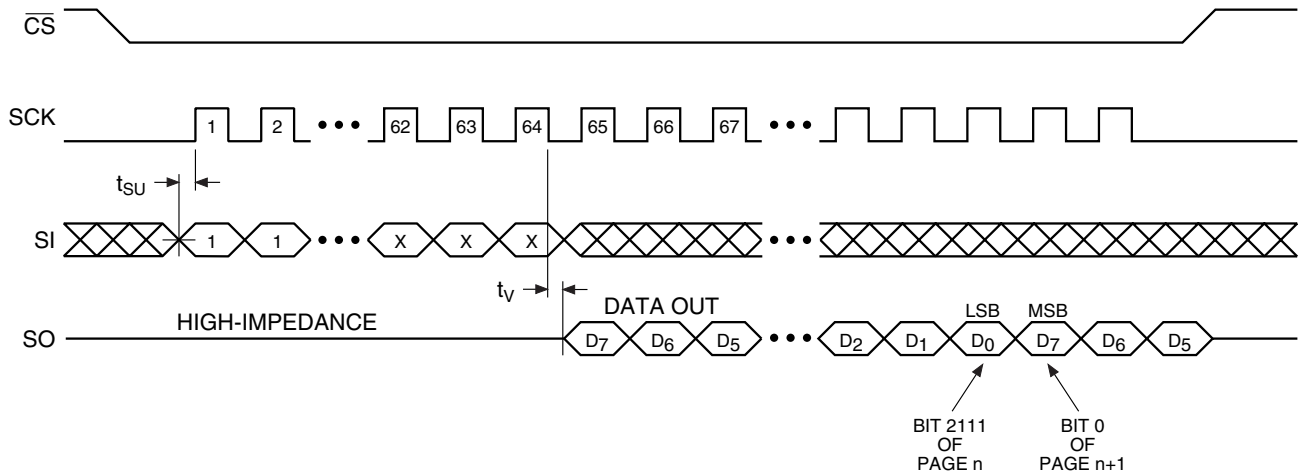 CS
SCK
1 2 ••• 62 63 64 65 66 67 •••
tSU
SI
1 1 ••• X X X •••
tV
HIGH-IMPEDANCE
DATA OUT
LSB MSB
SO
D7 D6 D5 ••• D2 D1 D0 D7 D6 D5
BIT 2111
OF
PAGE n
BIT 0
OF
PAGE n+1